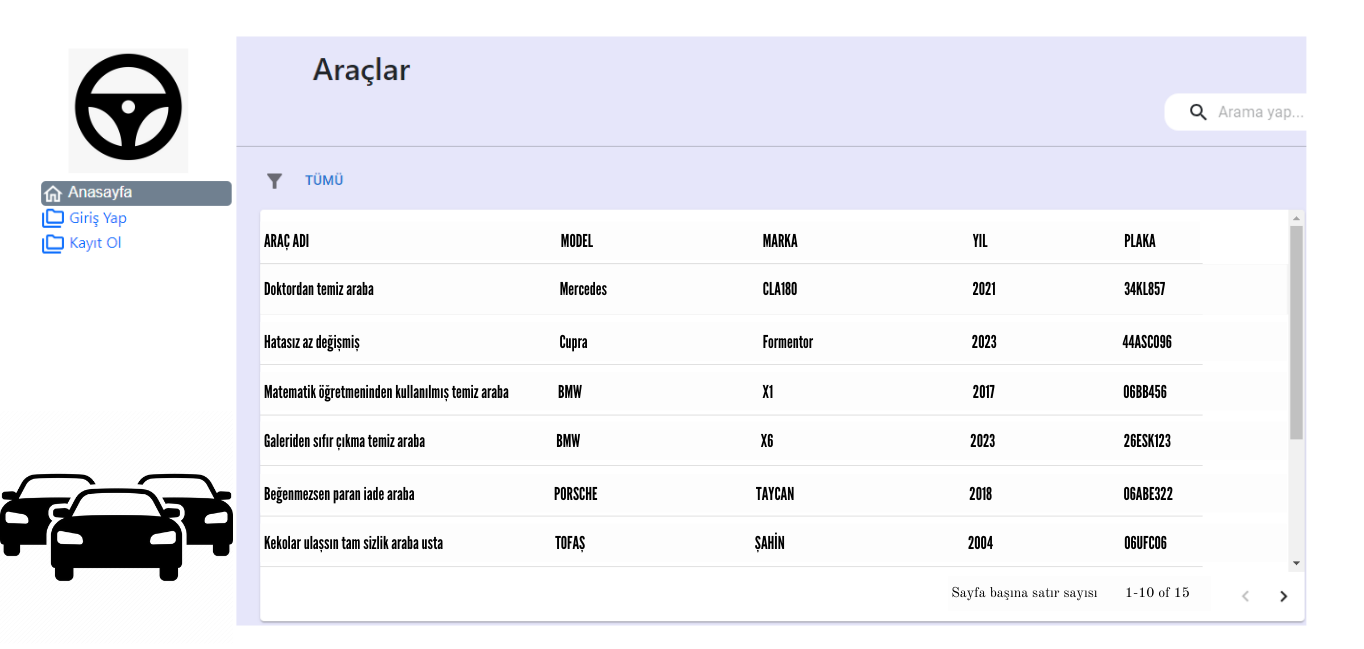 Araçlar
Arama yap...
Anasayfa
Giriş Yap
Kayıt Ol
TÜMÜ
ARAÇ ADI MODEL MARKA YIL PLAKA
Doktordan temiz araba Mercedes CLA180 2021 34KL857
Hatasız az değişmiş Cupra Formentor 2023 44ASC096
Matematik öğretmeninden kullanılmış temiz araba BMW X1 2017 06BB456
Galeriden sıfır çıkma temiz araba BMW X6 2023 26ESK123
Beğenmezsen paran iade araba PORSCHE TAYCAN 2018 06ABE322
Kekolar ulaşsın tam sizlik araba usta TOFAŞ ŞAHİN 2004 06UFC06
Sayfa başına satır sayısı 1-10 of 15